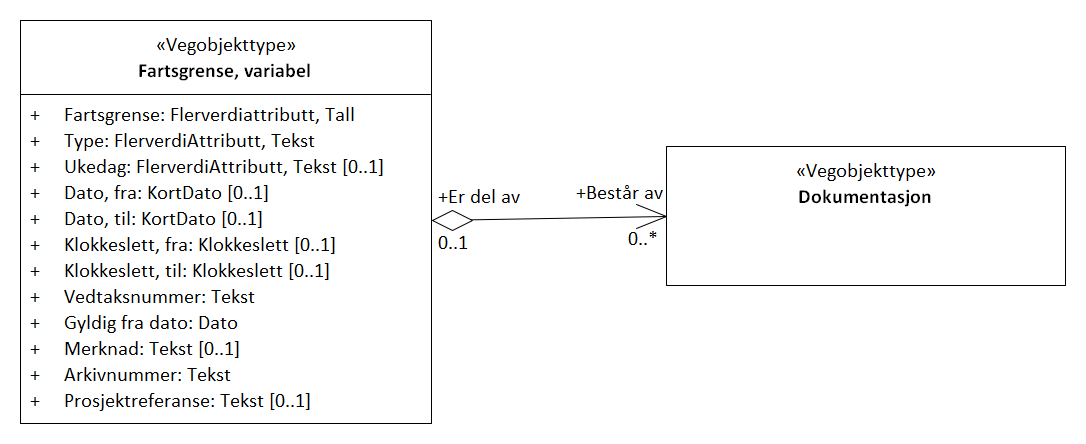 «Vegobjekttype»
Fartsgrense, variabel
+ Fartsgrense: Flerverdiattributt, Tall
+ Type: FlerverdiAttributt, Tekst
+ Ukedag: FlerverdiAttributt, Tekst [0..1]
+ Dato, fra: KortDato [0..1]
+ Dato, til: KortDato [0..1]
+ Klokkeslett, fra: Klokkeslett [0..1]
+ Klokkeslett, til: Klokkeslett [0..1]
+ Vedtaksnummer: Tekst
+ Gyldig fra dato: Dato
+ Merknad: Tekst [0..1]
+ Arkivnummer: Tekst
+ Prosjektreferanse: Tekst [0..1]
+Er del av
0..1
+Består av
0..*
«Vegobjekttype»
Dokumentasjon